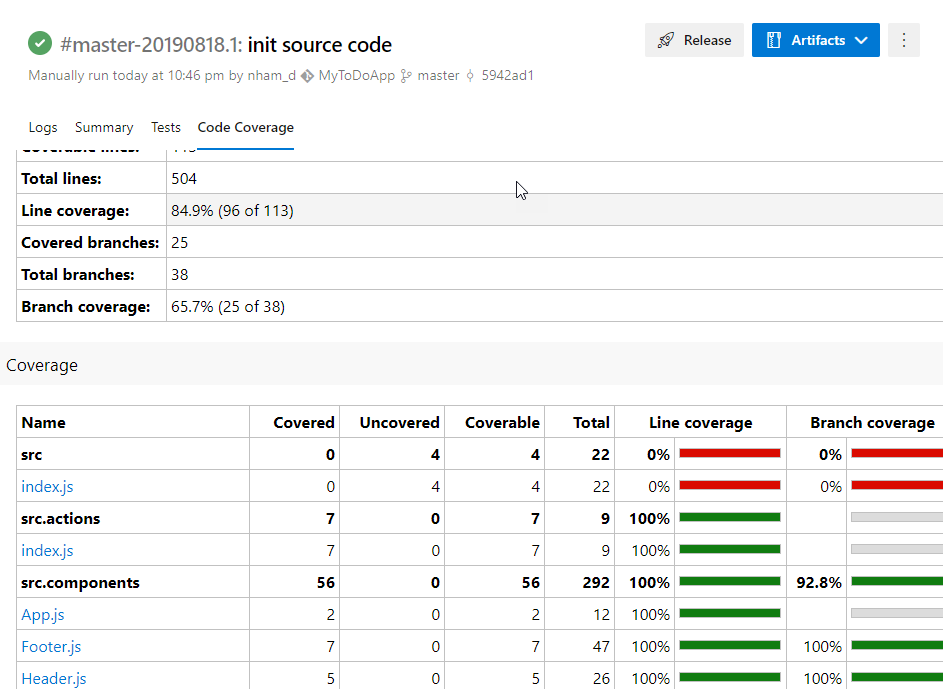 #master-20190818.1: init source code
Release
Artifacts
Manually run today at 10:46 pm by nham_d MyToDoApp master 5942ad1
Logs Summary Tests Code Coverage
Coverable lines: 113
Total lines: 504
Line coverage: 84.9% (96 of 113)
Covered branches: 25
Total branches: 38
Branch coverage: 65.7% (25 of 38)
Coverage
Name Covered Uncovered Coverable Total Line coverage Branch coverage
src 0 4 4 22 0% 0%
index.js 0 4 4 22 0% 0%
src.actions 7 0 7 9 100%
index.js 7 0 7 9 100%
src.components 56 0 56 292 100% 92.8%
App.js 2 0 2 12 100%
Footer.js 7 0 7 47 100% 100%
Header.js 5 0 5 26 100% 100%